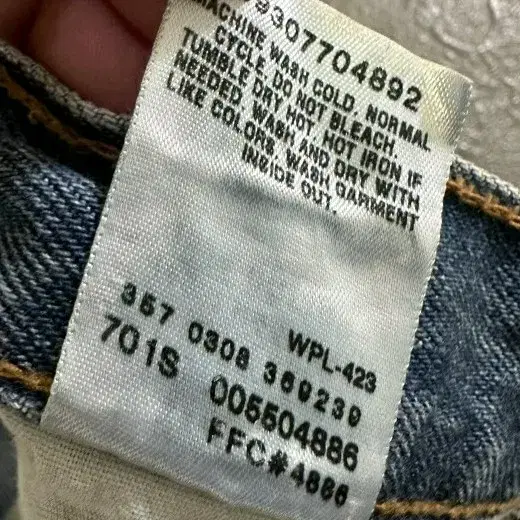 9307704892
MACHINE WASH COLD, NORMAL
CYCLE. DO NOT BLEACH.
TUMBLE DRY HOT. HOT IRON IF
NEEDED. WASH AND DRY WITH
LIKE COLORS. WASH GARMENT
INSIDE OUT.
WPL-423
357 0308 369239
701S 005504886
FFC#4886